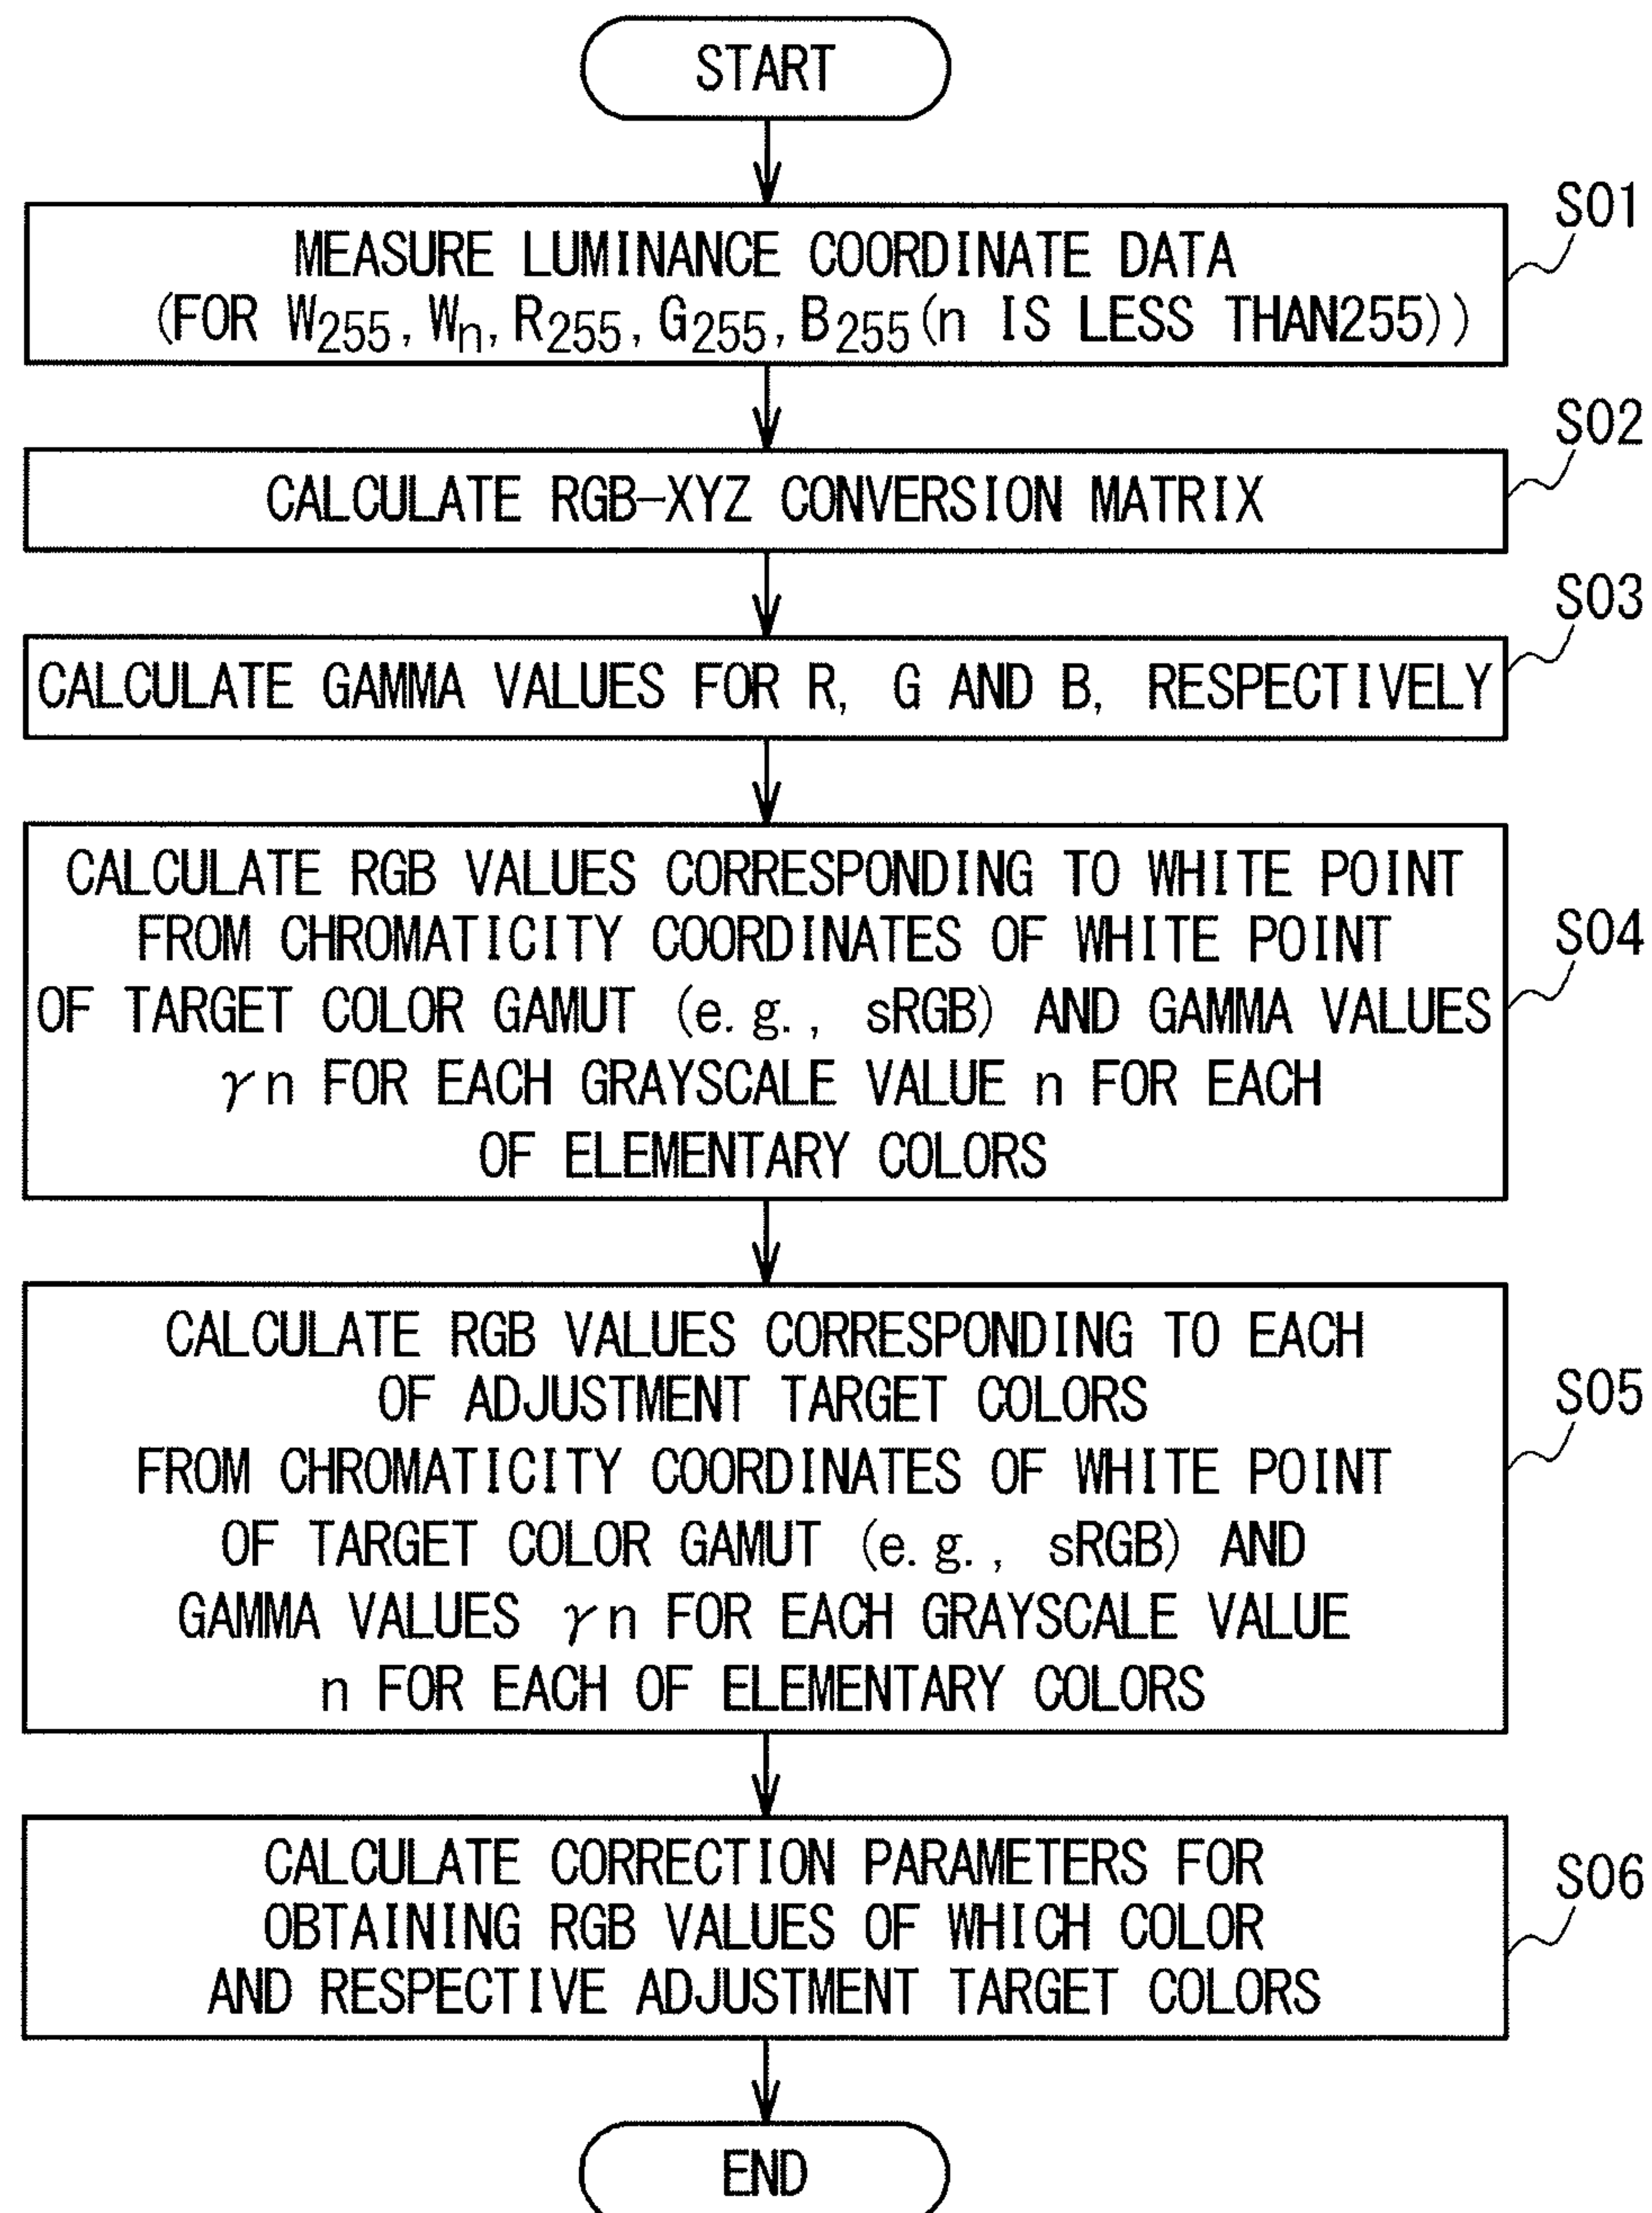 START
S01
MEASURE LUMINANCE COORDINATE DATA
(FOR W255, Wn, R255, G255, B255 (n IS LESS THAN255))
S02
CALCULATE RGB-XYZ CONVERSION MATRIX
S03
CALCULATE GAMMA VALUES FOR R, G AND B, RESPECTIVELY
CALCULATE RGB VALUES CORRESPONDING TO WHITE POINT
FROM CHROMATICITY COORDINATES OF WHITE POINT
S04
OF TARGET COLOR GAMUT (e.g., sRGB) AND GAMMA VALUES
γn FOR EACH GRAYSCALE VALUE n FOR EACH
OF ELEMENTARY COLORS
CALCULATE RGB VALUES CORRESPONDING TO EACH
OF ADJUSTMENT TARGET COLORS
S05
FROM CHROMATICITY COORDINATES OF WHITE POINT
OF TARGET COLOR GAMUT (e.g., sRGB) AND
GAMMA VALUES γn FOR EACH GRAYSCALE VALUE
n FOR EACH OF ELEMENTARY COLORS
CALCULATE CORRECTION PARAMETERS FOR
S06
OBTAINING RGB VALUES OF WHICH COLOR
AND RESPECTIVE ADJUSTMENT TARGET COLORS
END